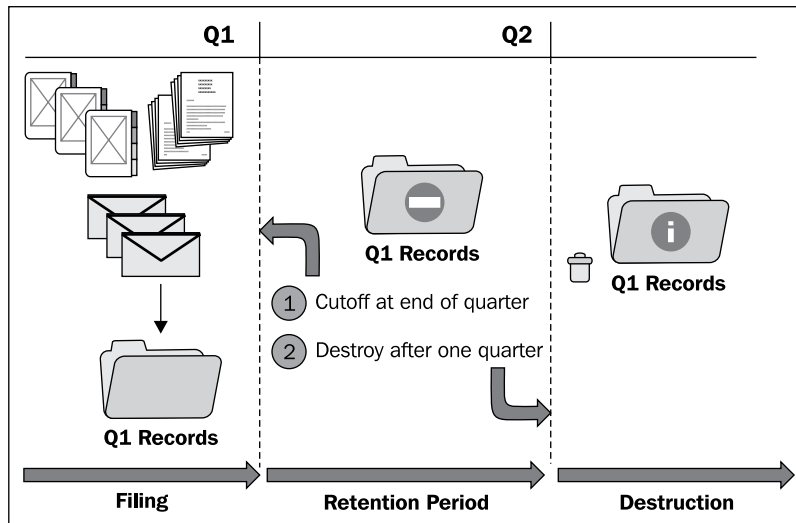 Q1
Q2
Q1 Records
1 Cutoff at end of quarter
2 Destroy after one quarter
i
Q1 Records
Q1 Records
Filing
Retention Period
Destruction